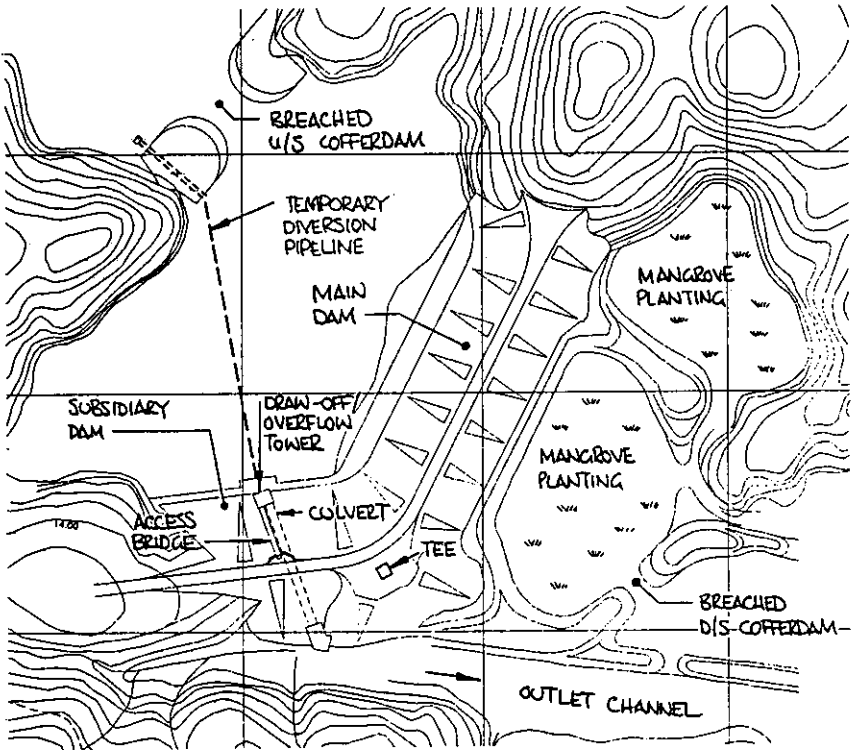 BREACHED
U/S COFFERDAM
TEMPORARY
DIVERSION
PIPELINE
MAIN
DAM
MANGROVE
PLANTING
SUBSIDIARY
DAM
DRAW-OFF
OVERFLOW
TOWER
MANGROVE
PLANTING
CULVERT
14.00
ACCESS
BRIDGE
TEE
BREACHED
D/S COFFERDAM
OUTLET CHANNEL